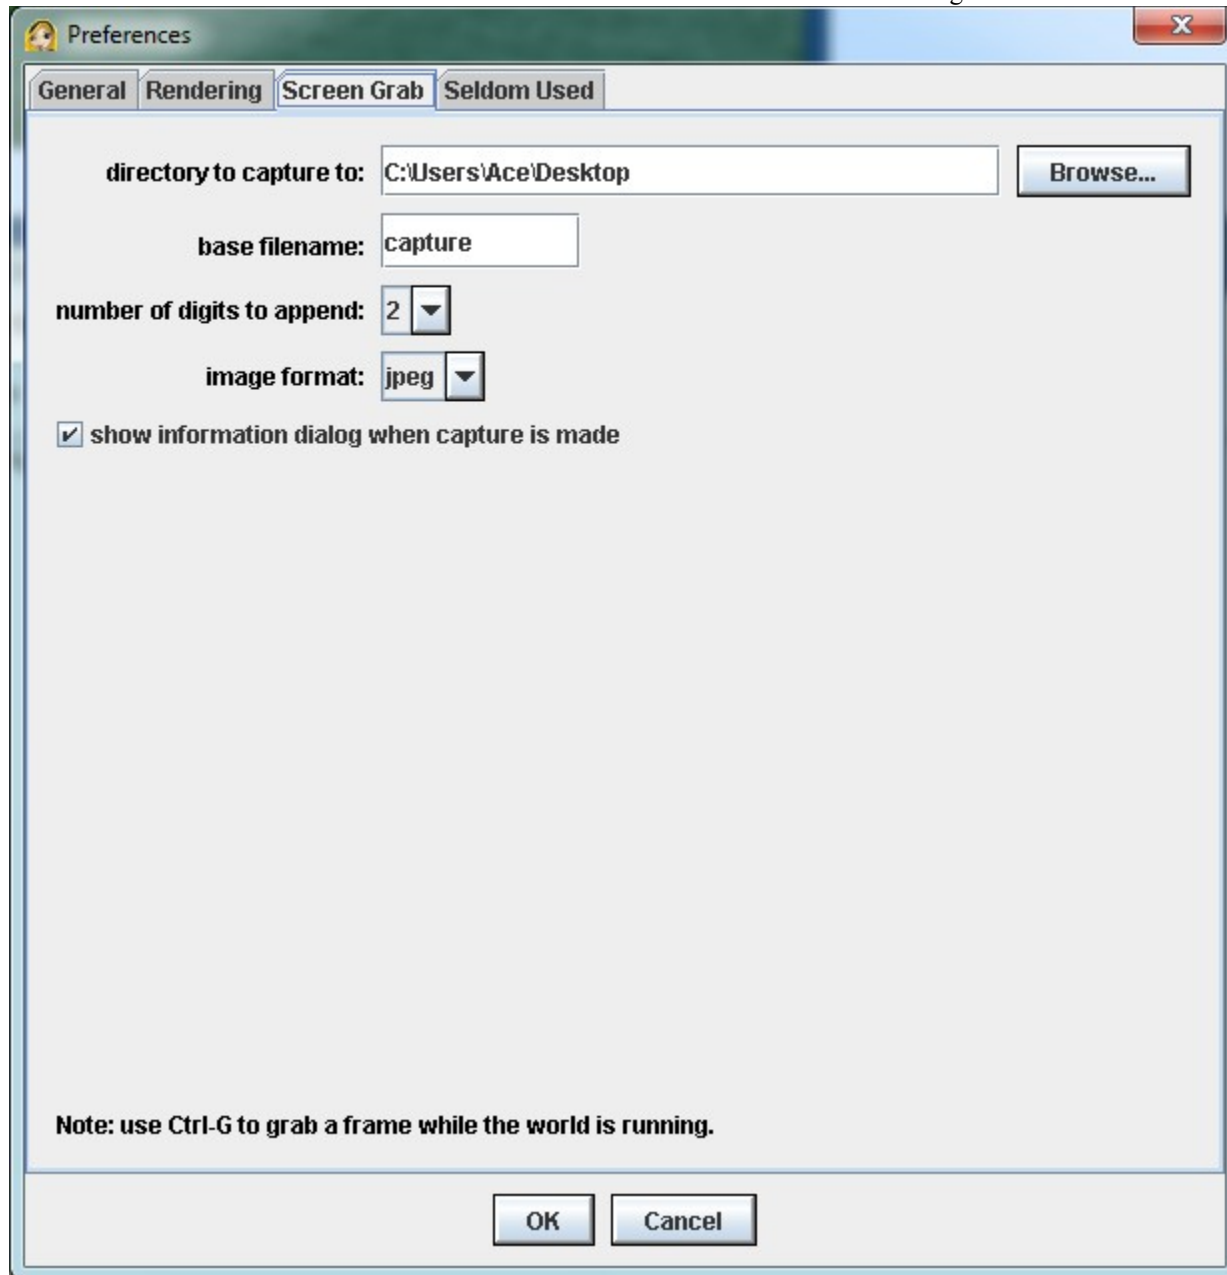 Preferences
General Rendering Screen Grab Seldom Used
directory to capture to: C:\Users\Ace\Desktop Browse...
base filename: capture
number of digits to append: 2
image format: jpeg
show information dialog when capture is made
Note: use Ctrl-G to grab a frame while the world is running.
OK Cancel